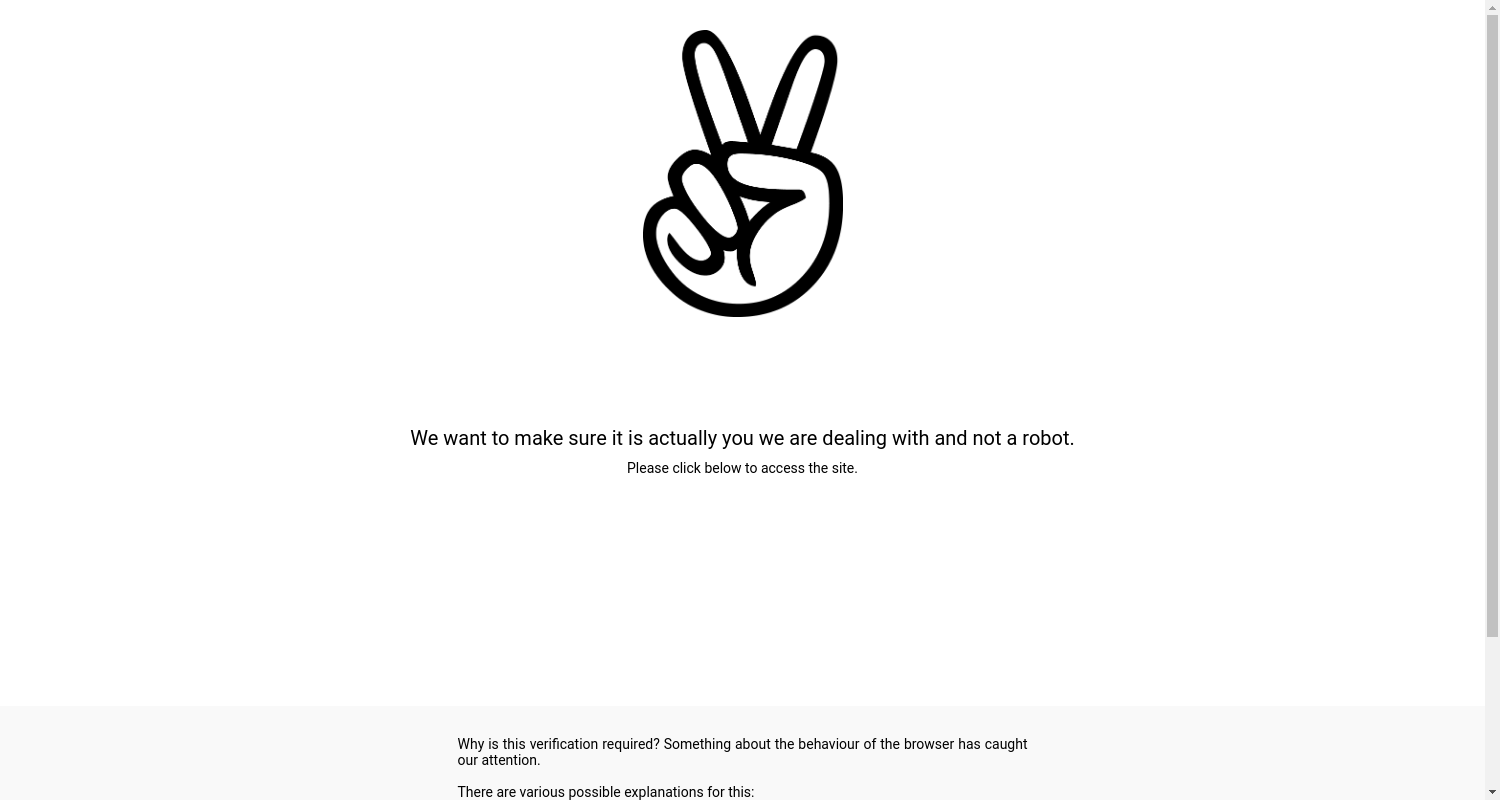 We want to make sure it is actually you we are dealing with and not a robot.
Please click below to access the site.
Why is this verification required? Something about the behaviour of the browser has caught
our attention.
There are various possible explanations for this: